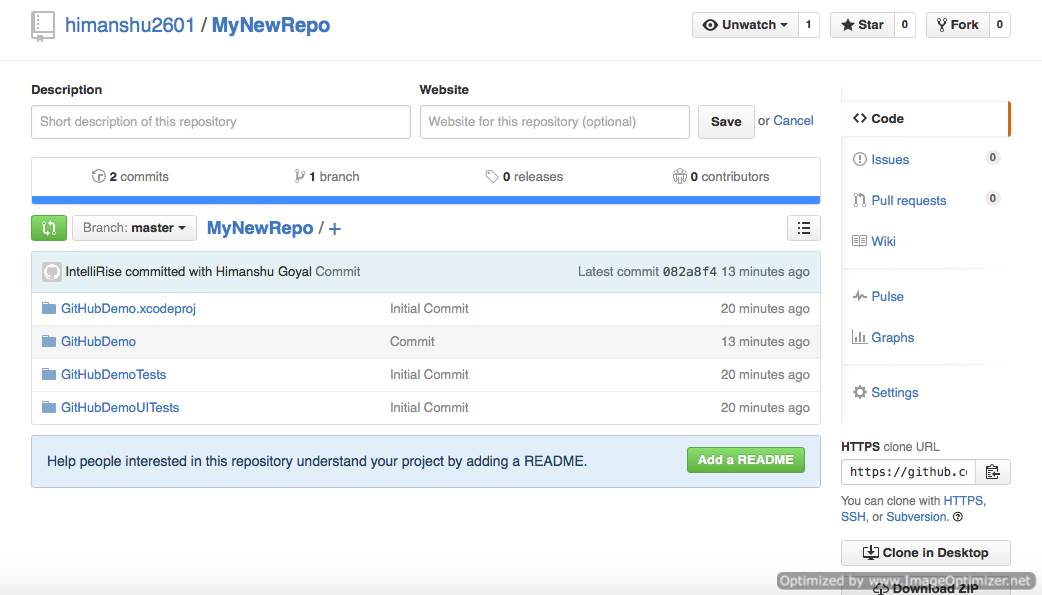 himanshu2601 / MyNewRepo
Unwatch 1 Star 0 Fork 0
Description
Website
Short description of this repository
Website for this repository (optional)
Save or Cancel
2 commits
1 branch
0 releases
0 contributors
Branch: master
MyNewRepo / +
IntelliRise committed with Himanshu Goyal Commit
Latest commit 082a8f4 13 minutes ago
GitHubDemo.xcodeproj Initial Commit 20 minutes ago
GitHubDemo Commit 13 minutes ago
GitHubDemoTests Initial Commit 20 minutes ago
GitHubDemoUITests Initial Commit 20 minutes ago
Help people interested in this repository understand your project by adding a README.
Add a README
Code
Issues 0
Pull requests 0
Wiki
Pulse
Graphs
Settings
HTTPS clone URL
https://github.c
You can clone with HTTPS,
SSH, or Subversion.
Clone in Desktop
Download ZIP
Optimized by www.ImageOptimizer.net